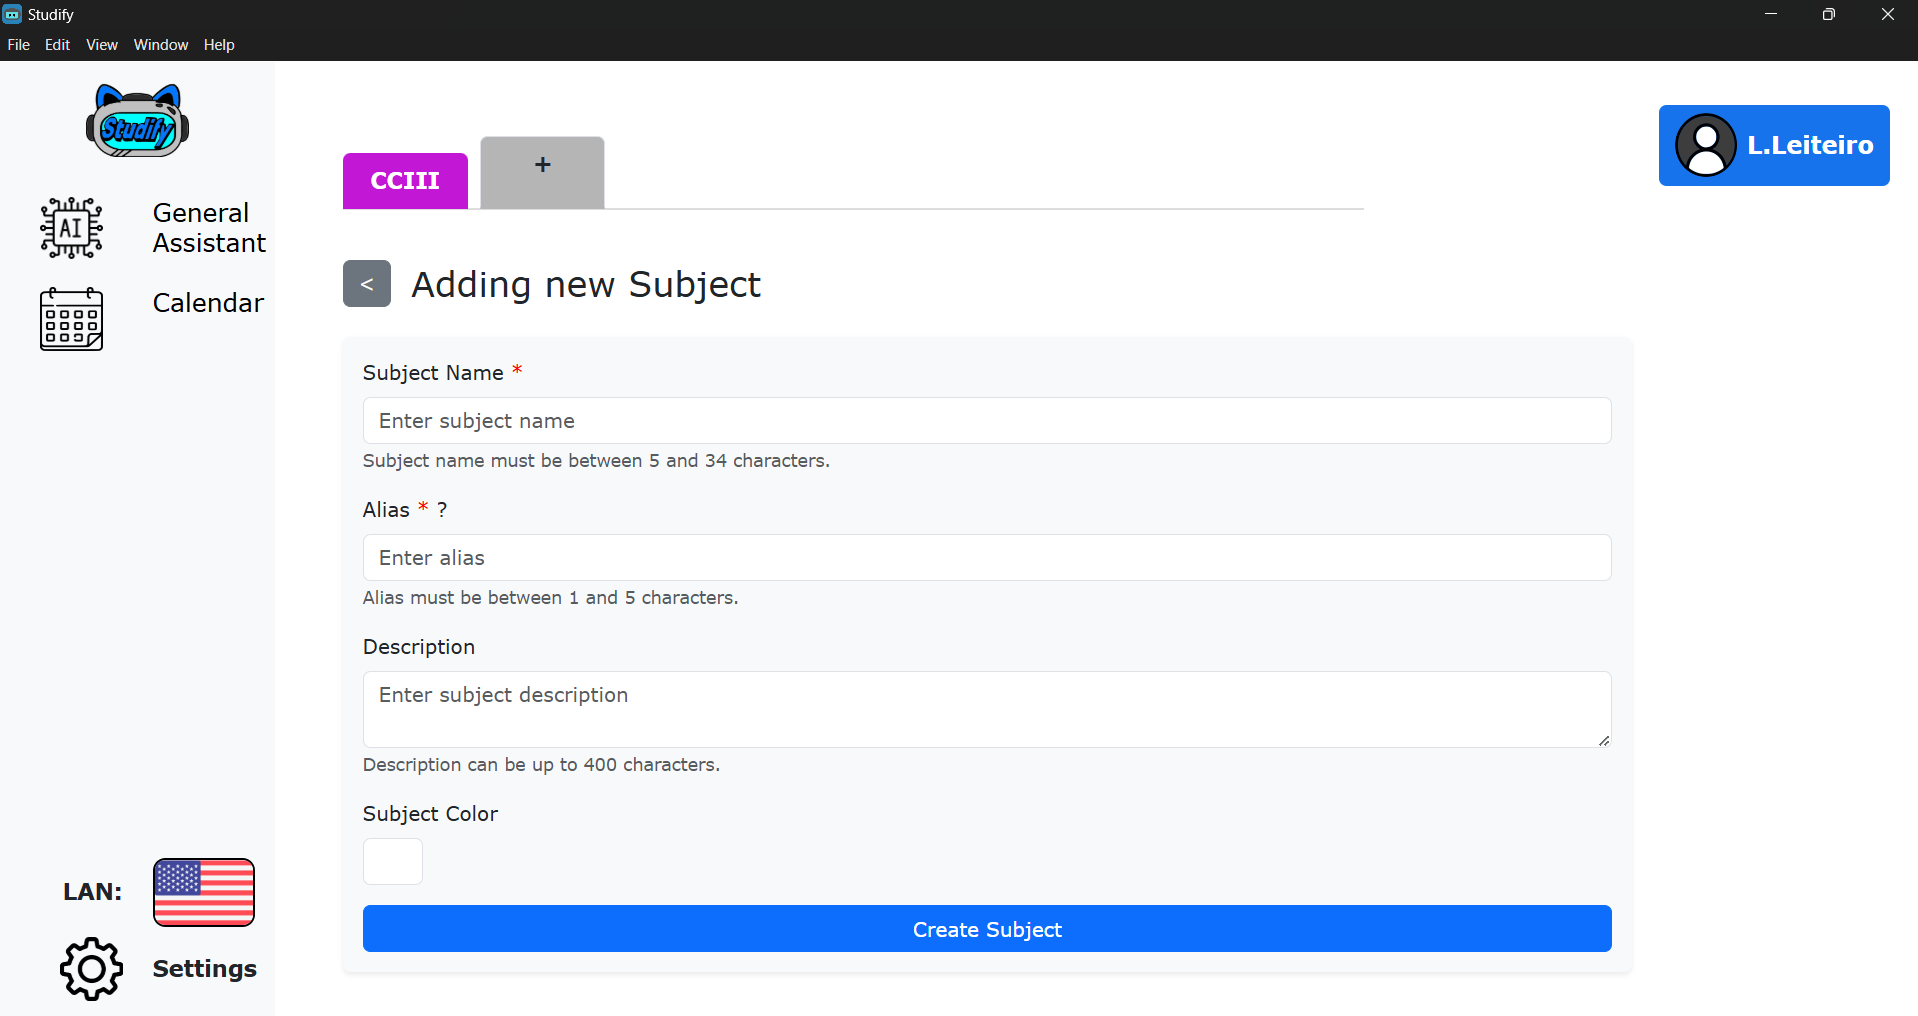 Studify
File Edit View Window Help
Studify
General
Assistant
AI
Calendar
LAN:
Settings
CCIII
+
L.Leiteiro
< Adding new Subject
Subject Name *
Enter subject name
Subject name must be between 5 and 34 characters.
Alias * ?
Enter alias
Alias must be between 1 and 5 characters.
Description
Enter subject description
Description can be up to 400 characters.
Subject Color
Create Subject